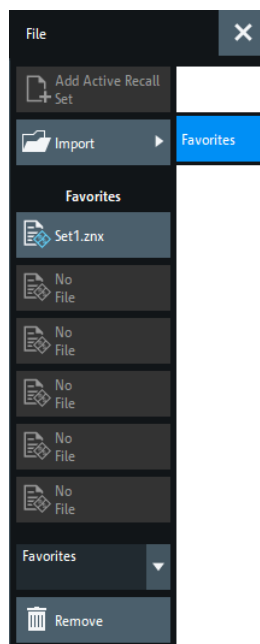 File
Add Active Recall
Set
Import
Favorites
Favorites
Set1.znx
No
File
No
File
No
File
No
File
No
File
Favorites
Remove